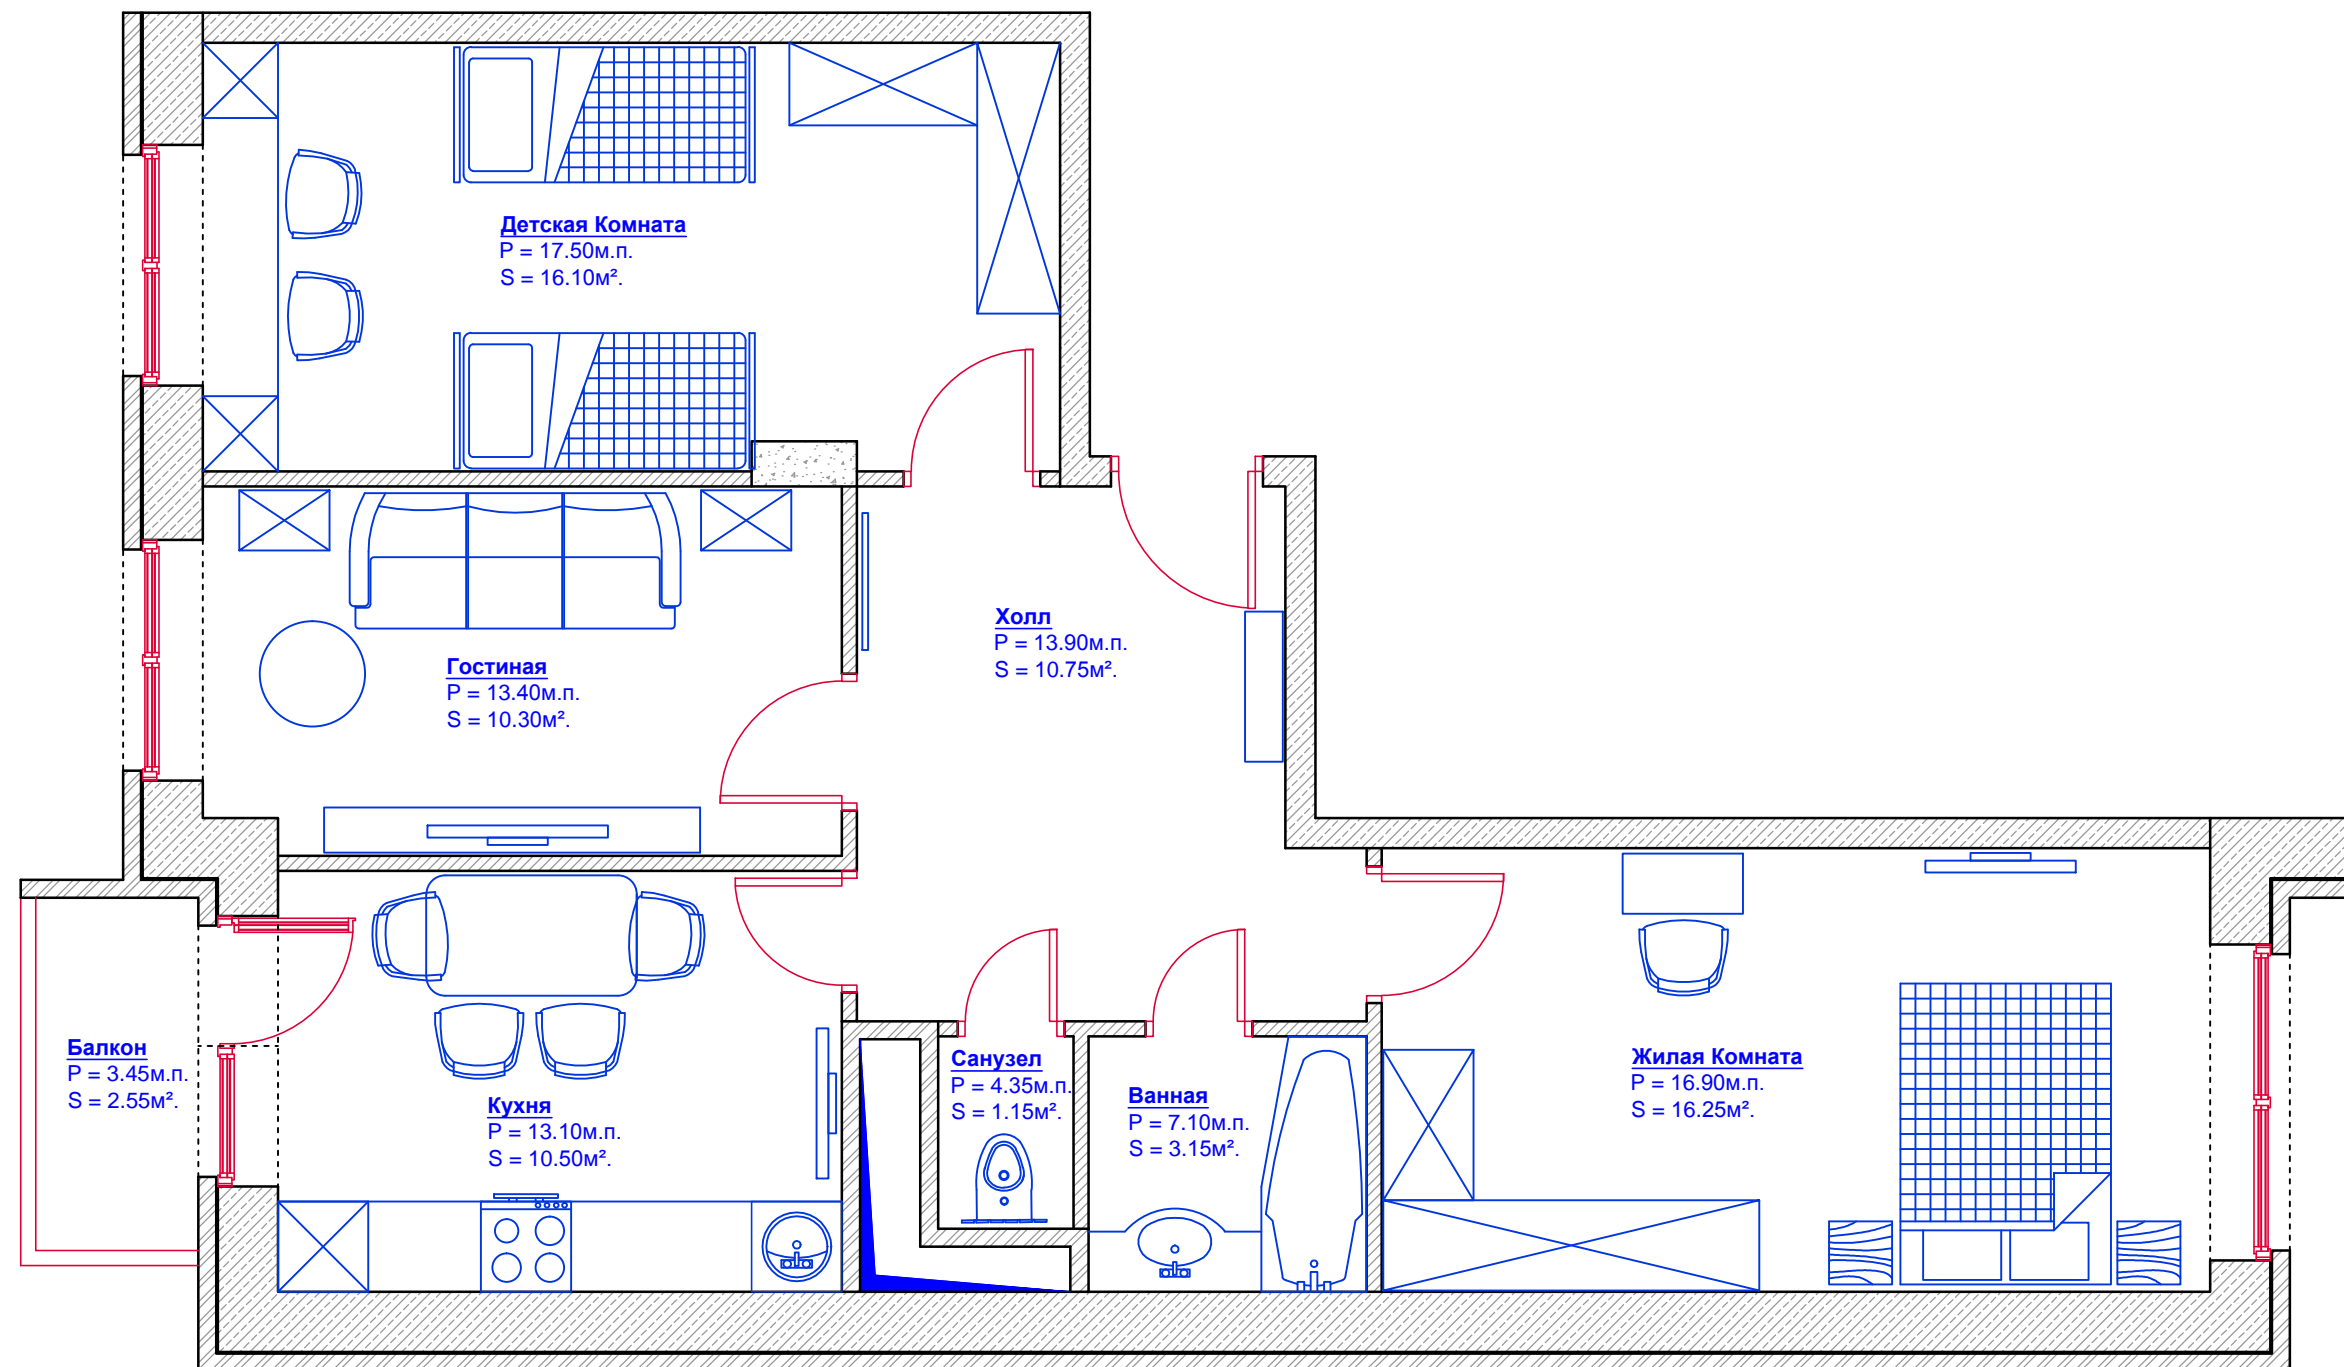 Детская Комната
P = 17.50м.п.
S = 16.10м².
Гостиная
P = 13.40м.п.
S = 10.30м².
Холл
P = 13.90м.п.
S = 10.75м².
Балкон
P = 3.45м.п.
S = 2.55м².
Кухня
P = 13.10м.п.
S = 10.50м².
Санузел
P = 4.35м.п.
S = 1.15м².
Ванная
P = 7.10м.п.
S = 3.15м².
Жилая Комната
P = 16.90м.п.
S = 16.25м².